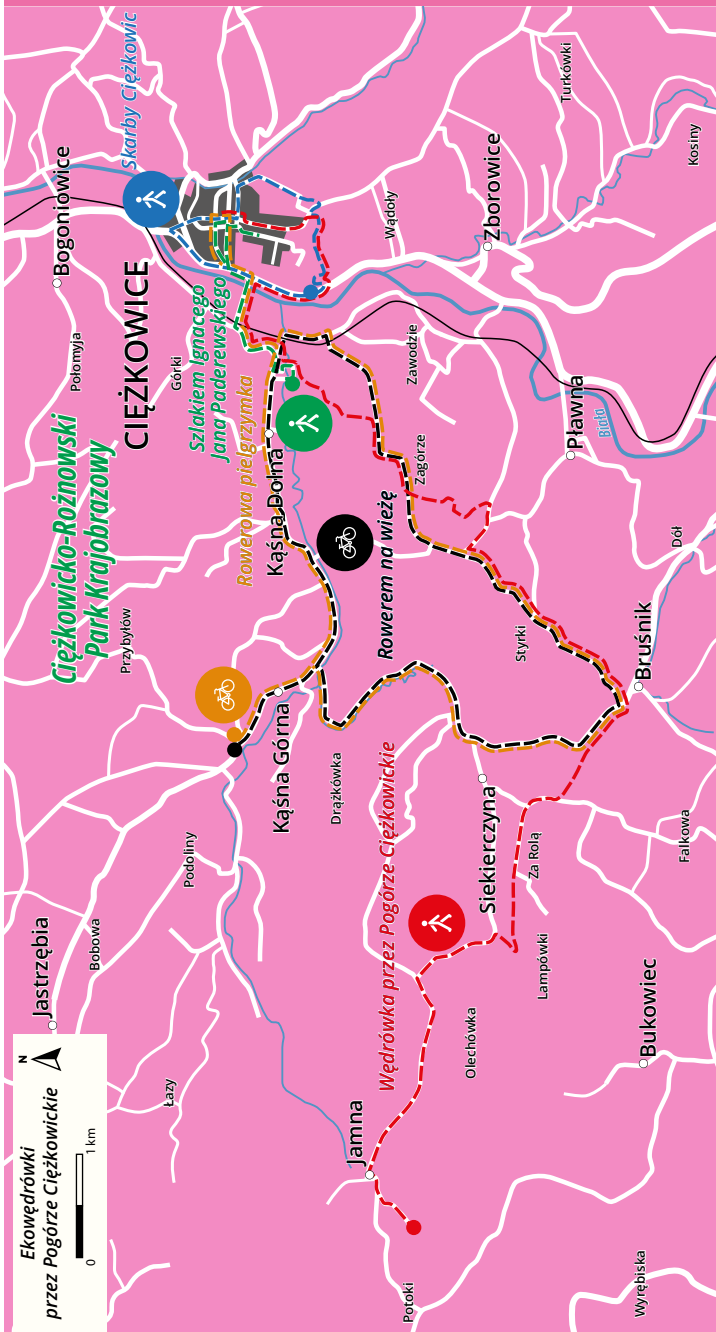 Ekowędrówki
przez Pogórze Ciężkowickie
0
1 km
N
Jastrzębia
Bobowa
Łazy
Podoliny
Przybyłów
Ciężkowicko-Rożnowski
Park Krajobrazowy
Połomyja
Bogoniowice
Górki
CIĘŻKOWICE
Skarby Ciężkowic
Szlakiem Ignacego
Jana Paderewskiego
Rowerowa pielgrzymka
Kąśna Dolna
Kąśna Górna
Drążkówka
Rowerem na wieżę
Wędrówka przez Pogórze Ciężkowickie
Jamna
Potoki
Olechówka
Siekierczyna
Lampówki
Za Rolą
Styrki
Zagórze
Zawodzie
Wądoły
Zborowice
Turkówki
Kosiny
Pławna
Biała
Dół
Bruśnik
Falkowa
Bukowiec
Wyrębiska